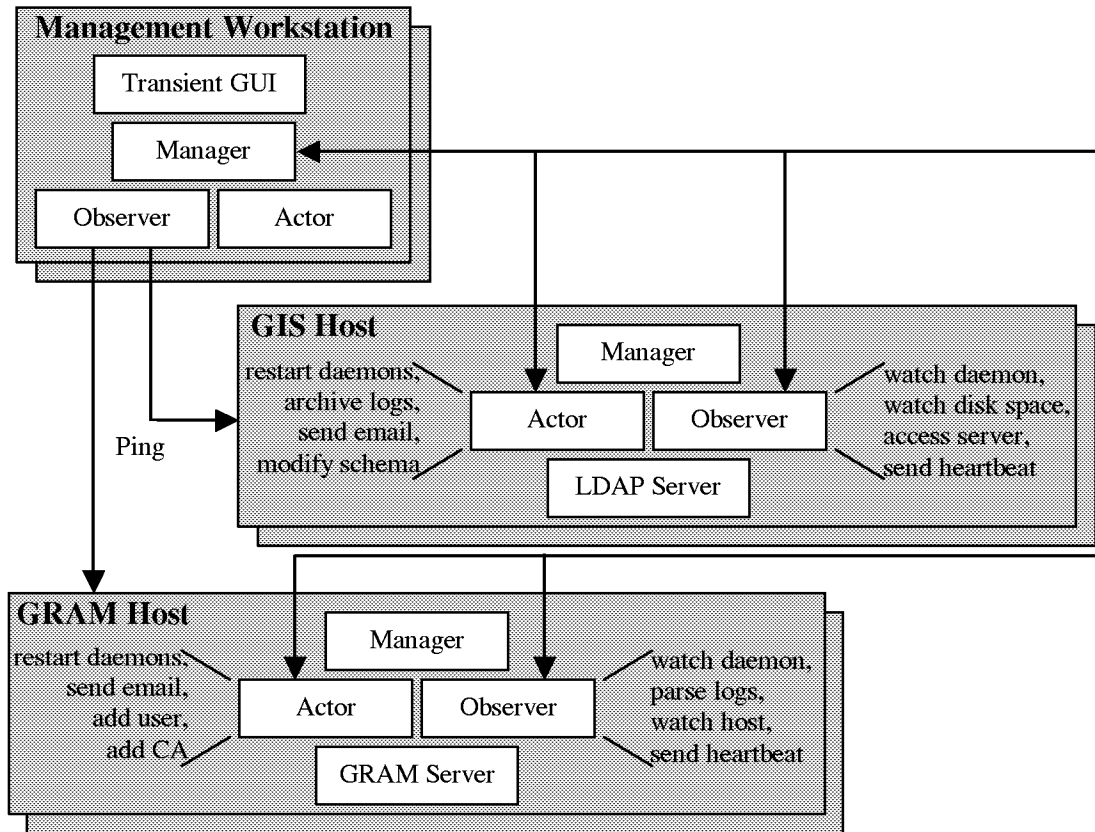 Management Workstation
Transient GUI
Manager
Observer
Actor
Ping
GIS Host
Manager
restart daemons,
archive logs,
send email,
modify schema
Actor
Observer
watch daemon,
watch disk space,
access server,
send heartbeat
LDAP Server
GRAM Host
Manager
restart daemons,
send email,
add user,
add CA
Actor
Observer
watch daemon,
parse logs,
watch host,
send heartbeat
GRAM Server